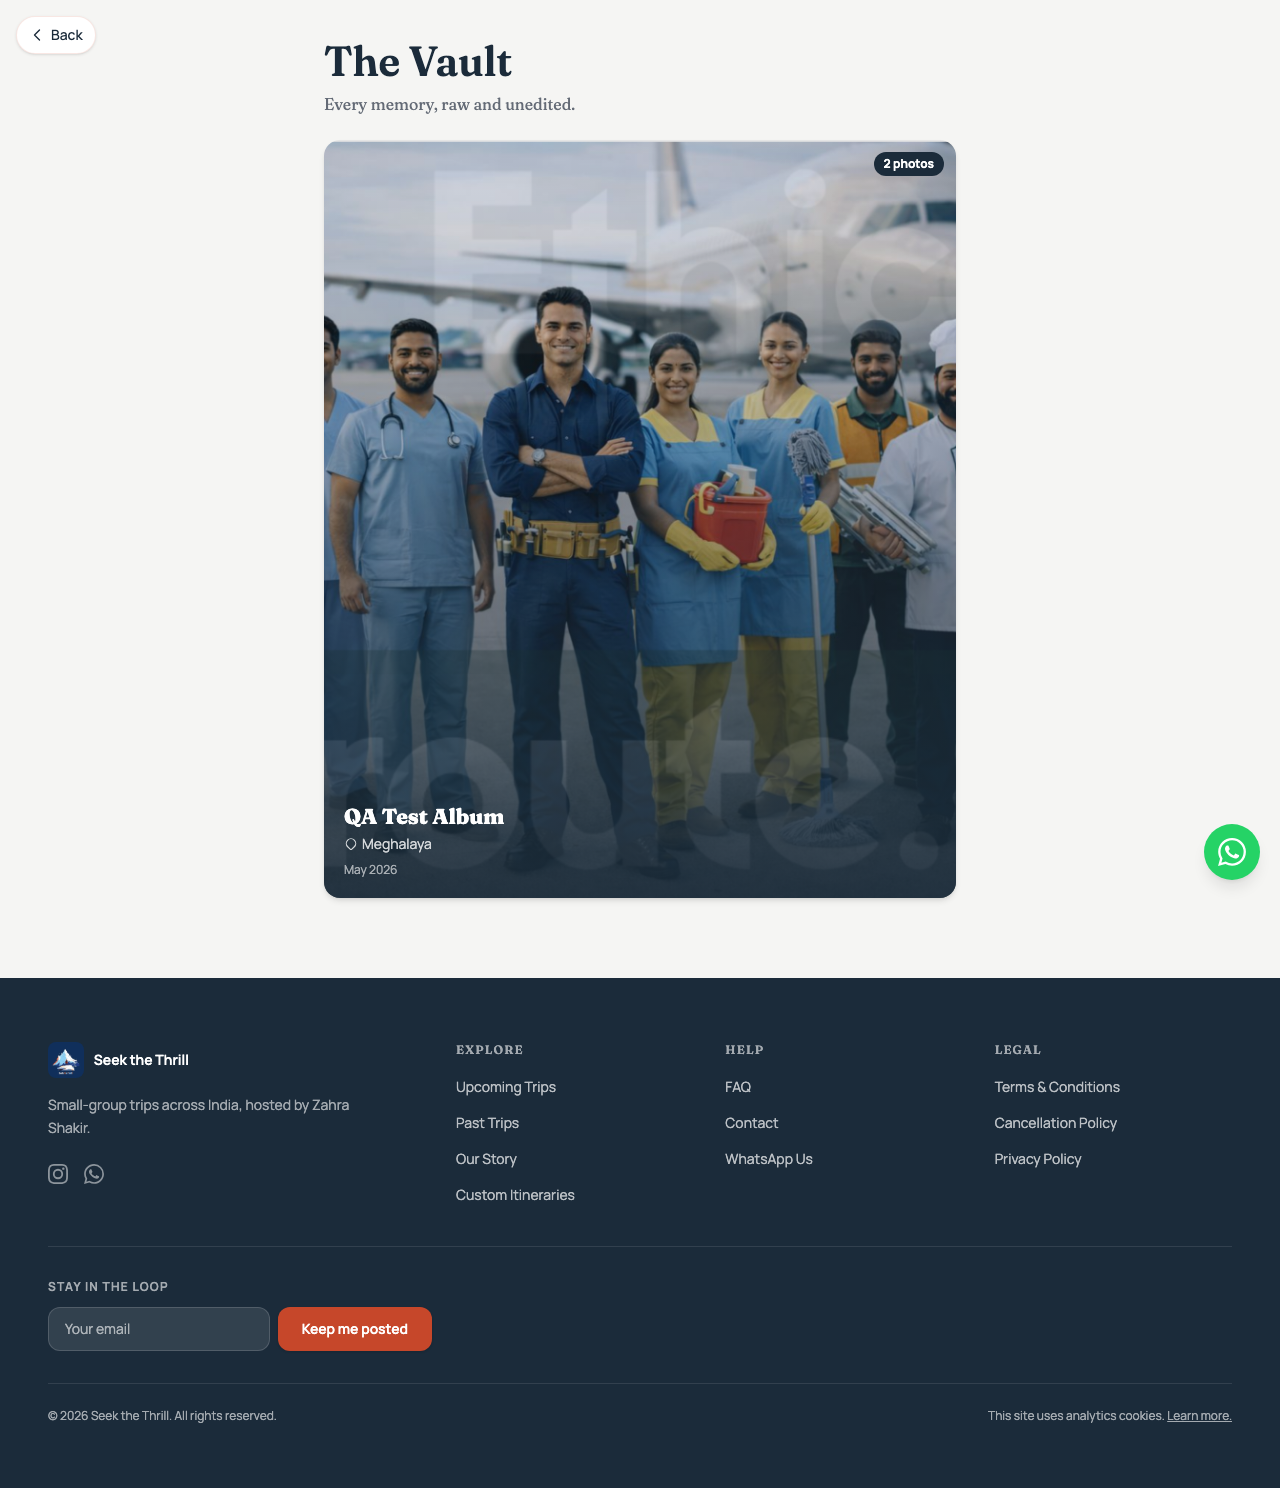 Back
The Vault
Every memory, raw and unedited.
2 photos
Ethic
route.
QA Test Album
Meghalaya
May 2026
Seek the Thrill
Small-group trips across India, hosted by Zahra
Shakir.
EXPLORE
Upcoming Trips
Past Trips
Our Story
Custom Itineraries
HELP
FAQ
Contact
WhatsApp Us
LEGAL
Terms & Conditions
Cancellation Policy
Privacy Policy
STAY IN THE LOOP
Your email
Keep me posted
© 2026 Seek the Thrill. All rights reserved.
This site uses analytics cookies. Learn more.